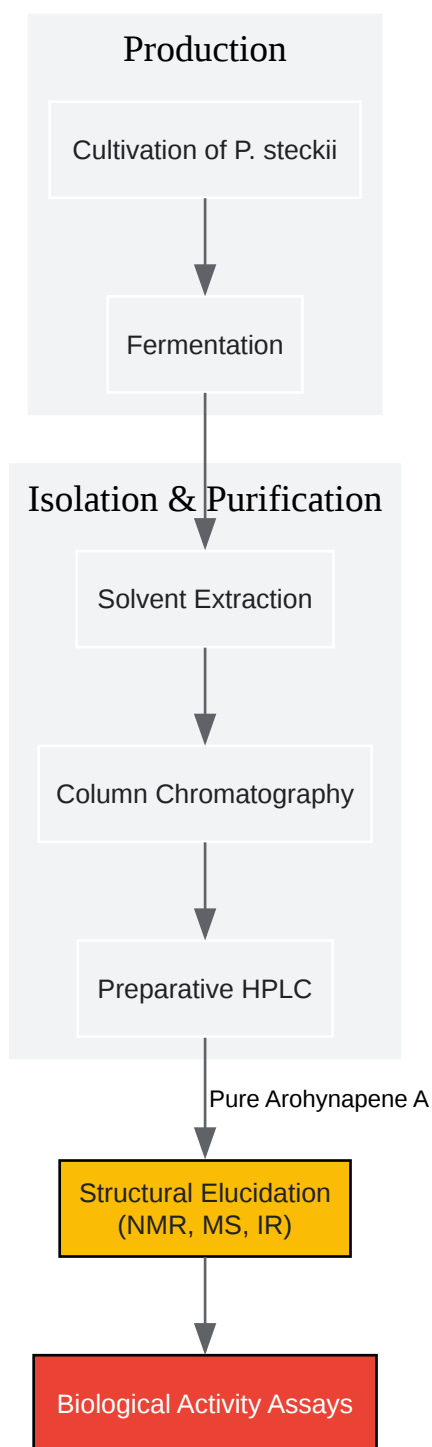 Production
Cultivation of P. steckii
Fermentation
Isolation & Purification
Solvent Extraction
Column Chromatography
Preparative HPLC
Pure Arohynapene A
Structural Elucidation
(NMR, MS, IR)
Biological Activity Assays